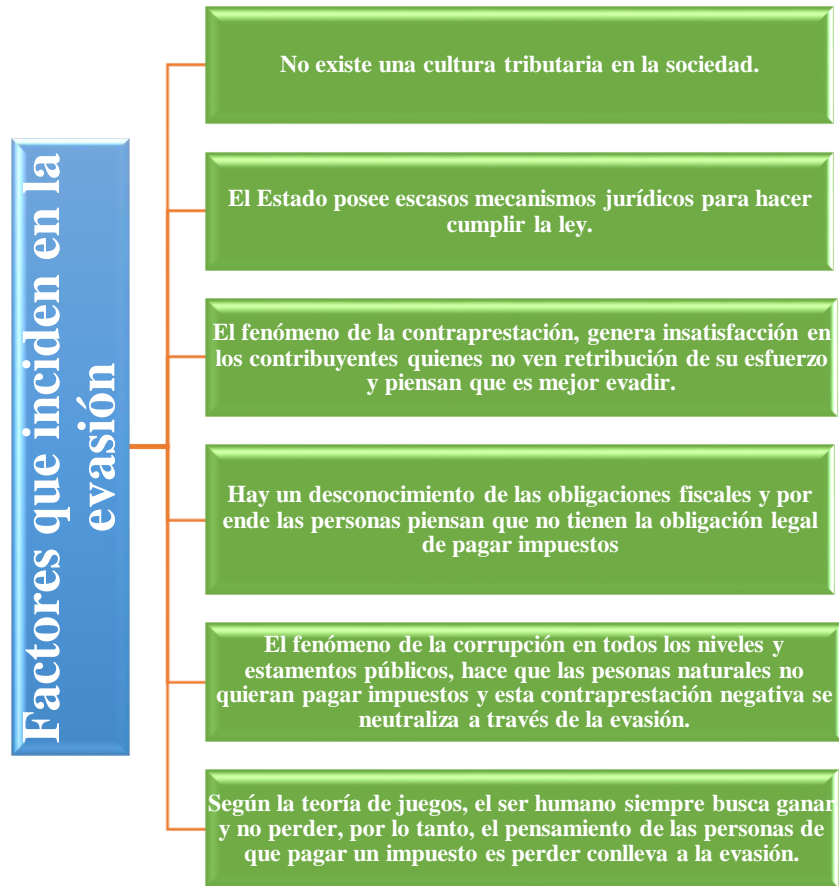 Factores que inciden en la
evasión
No existe una cultura tributaria en la sociedad.
El Estado posee escasos mecanismos jurídicos para hacer
cumplir la ley.
El fenómeno de la contraprestación, genera insatisfacción en
los contribuyentes quienes no ven retribución de su esfuerzo
y piensan que es mejor evadir.
Hay un desconocimiento de las obligaciones fiscales y por
ende las personas piensan que no tienen la obligación legal
de pagar impuestos
El fenómeno de la corrupción en todos los niveles y
estamentos públicos, hace que las pesonas naturales no
quieran pagar impuestos y esta contraprestación negativa se
neutraliza a través de la evasión.
Según la teoría de juegos, el ser humano siempre busca ganar
y no perder, por lo tanto, el pensamiento de las personas de
que pagar un impuesto es perder conlleva a la evasión.